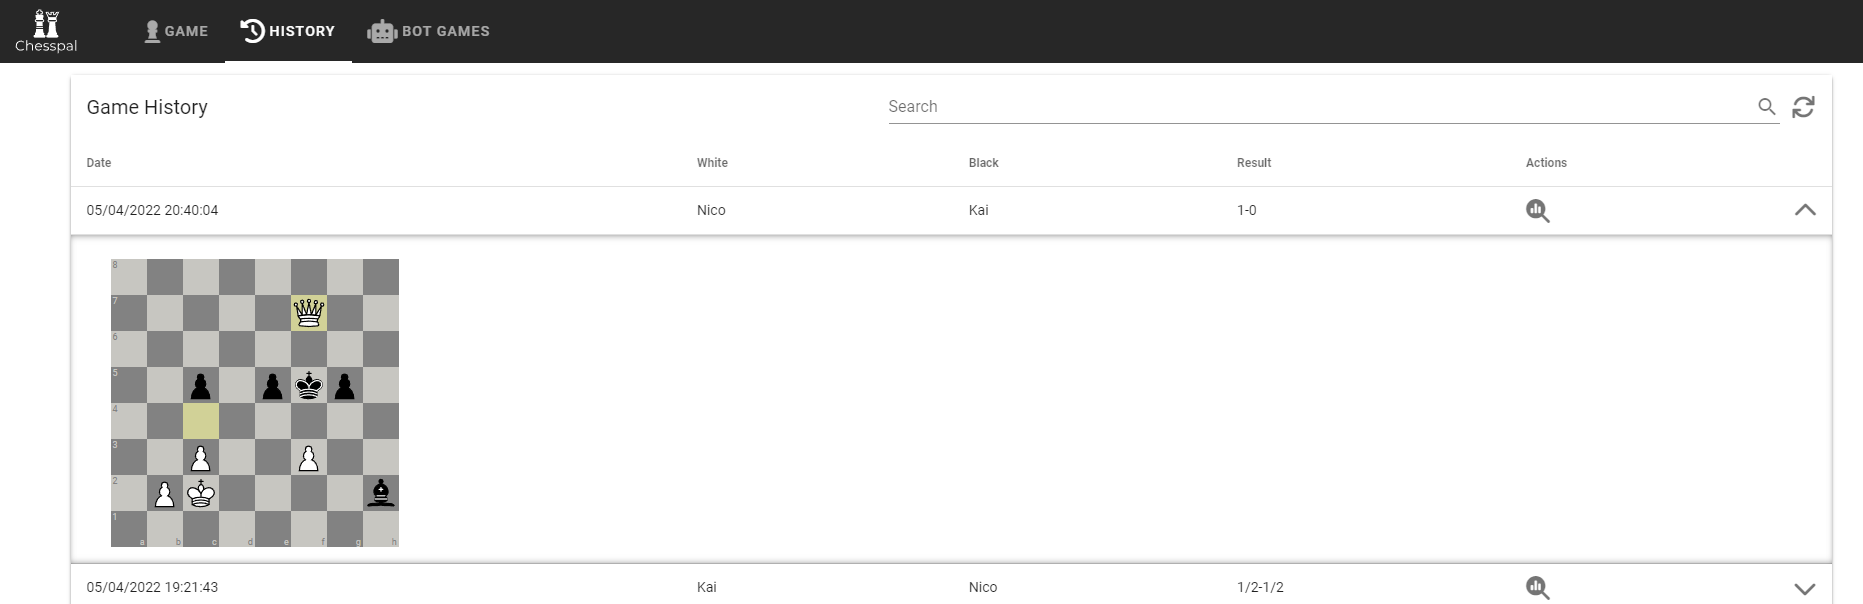 Chesspal
GAME
HISTORY
BOT GAMES
Game History
Search
Date White Black Result Actions
05/04/2022 20:40:04 Nico Kai 1-0
8
7
6
5
4
3
2
1
a b c d e f g h
05/04/2022 19:21:43 Kai Nico 1/2-1/2